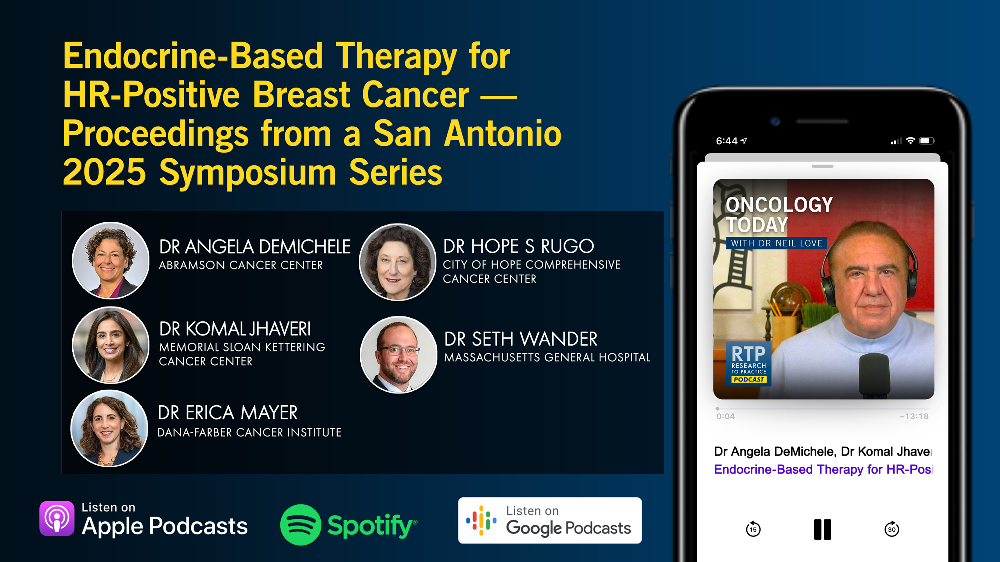 Endocrine-Based Therapy for
HR-Positive Breast Cancer —
Proceedings from a San Antonio
2025 Symposium Series
DR ANGELA DEMICHELE
ABRAMSON CANCER CENTER
DR KOMAL JHAVERI
MEMORIAL SLOAN KETTERING
CANCER CENTER
DR ERICA MAYER
DANA-FARBER CANCER INSTITUTE
DR HOPE S RUGO
CITY OF HOPE COMPREHENSIVE
CANCER CENTER
DR SETH WANDER
MASSACHUSETTS GENERAL HOSPITAL
Listen on
Apple Podcasts
Spotify®
Listen on
Google Podcasts
6:44
ONCOLOGY
TODAY
WITH DR NEIL LOVE
RTP
RESEARCH
TO PRACTICE
PODCAST
0:04
–13:18
Dr Angela DeMichele, Dr Komal Jhaver
Endocrine-Based Therapy for HR-Posi
15
30